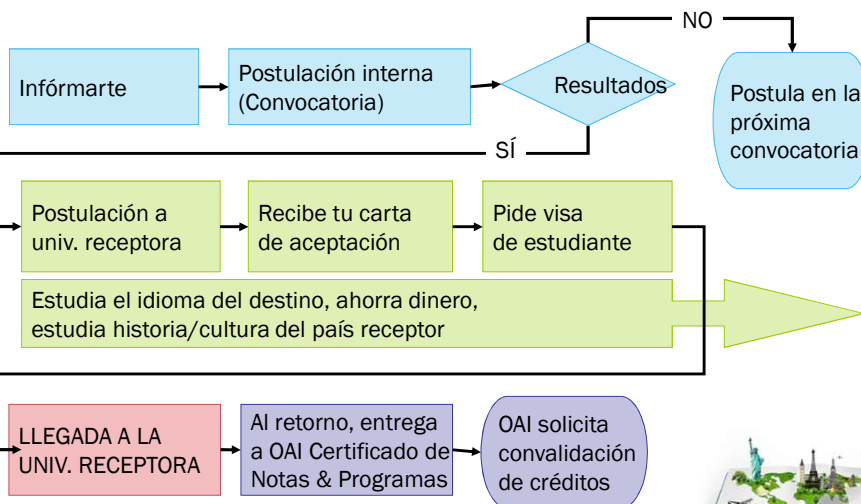 NO
Infórmarte
Postulación interna
(Convocatoria)
Resultados
Postula en la
próxima
convocatoria
SÍ
Postulación a
univ. receptora
Recibe tu carta
de aceptación
Pide visa
de estudiante
Estudia el idioma del destino, ahorra dinero,
estudia historia/cultura del país receptor
LLEGADA A LA
UNIV. RECEPTORA
Al retorno, entrega
a OAI Certificado de
Notas & Programas
OAI solicita
convalidación
de créditos